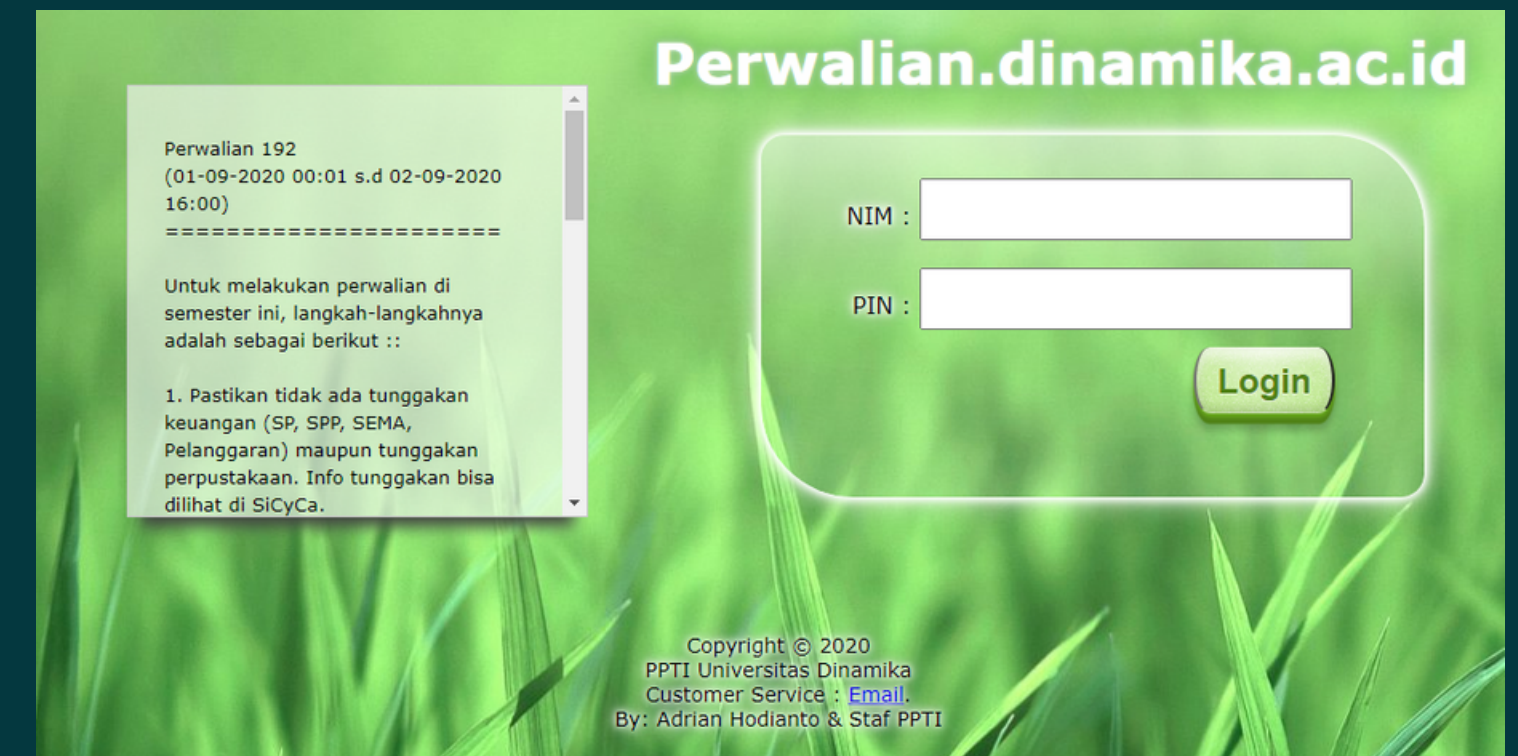 Perwalian.dinamika.ac.id
Perwalian 192
(01-09-2020 00:01 s.d 02-09-2020
16:00)
======================
Untuk melakukan perwalian di
semester ini, langkah-langkahnya
adalah sebagai berikut ::
1. Pastikan tidak ada tunggakan
keuangan (SP, SPP, SEMA,
Pelanggaran) maupun tunggakan
perpustakaan. Info tunggakan bisa
dilihat di SiCyCa.
NIM :
PIN :
Login
Copyright © 2020
PPTI Universitas Dinamika
Customer Service : Email.
By: Adrian Hodianto & Staf PPTI